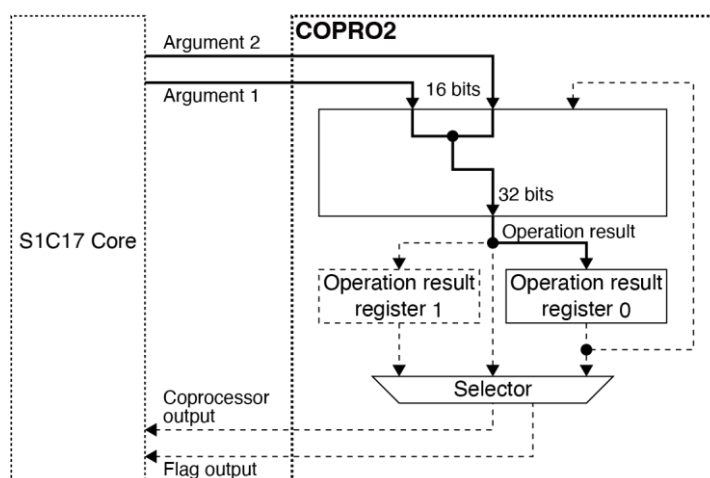 COPRO2
Argument 2
Argument 1
16 bits
32 bits
S1C17 Core
Operation result
Operation result
register 1
Operation result
register 0
Selector
Coprocessor
output
Flag output